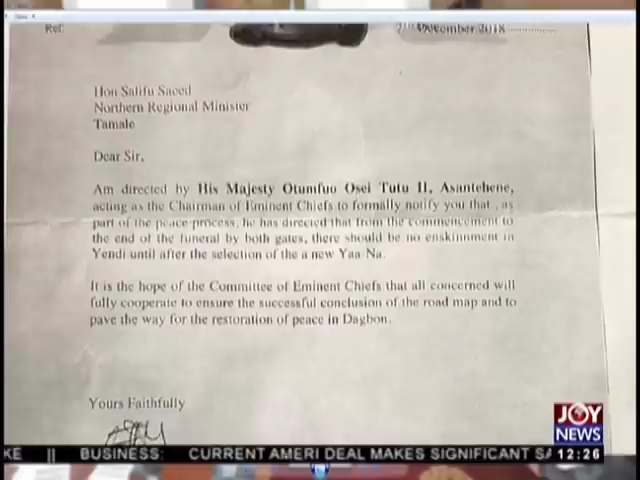 Ref:
7th December 2018
Hon Salifu Saeed
Northern Regional Minister
Tamale
Dear Sir,
Am directed by His Majesty Otumfuo Osei Tutu II, Asantehene,
acting as the Chairman of Eminent Chiefs to formally notify you that , as
part of the peace process, he has directed that from the commencement to
the end of the funeral by both gates, there should be no enskinment in
Yendi until after the selection of the a new Yaa-Na.
It is the hope of the Committee of Eminent Chiefs that all concerned will
fully cooperate to ensure the successful conclusion of the road map and to
pave the way for the restoration of peace in Dagbon.
Yours Faithfully
JOY
NEWS
KE || BUSINESS: CURRENT AMERI DEAL MAKES SIGNIFICANT SA 12:26